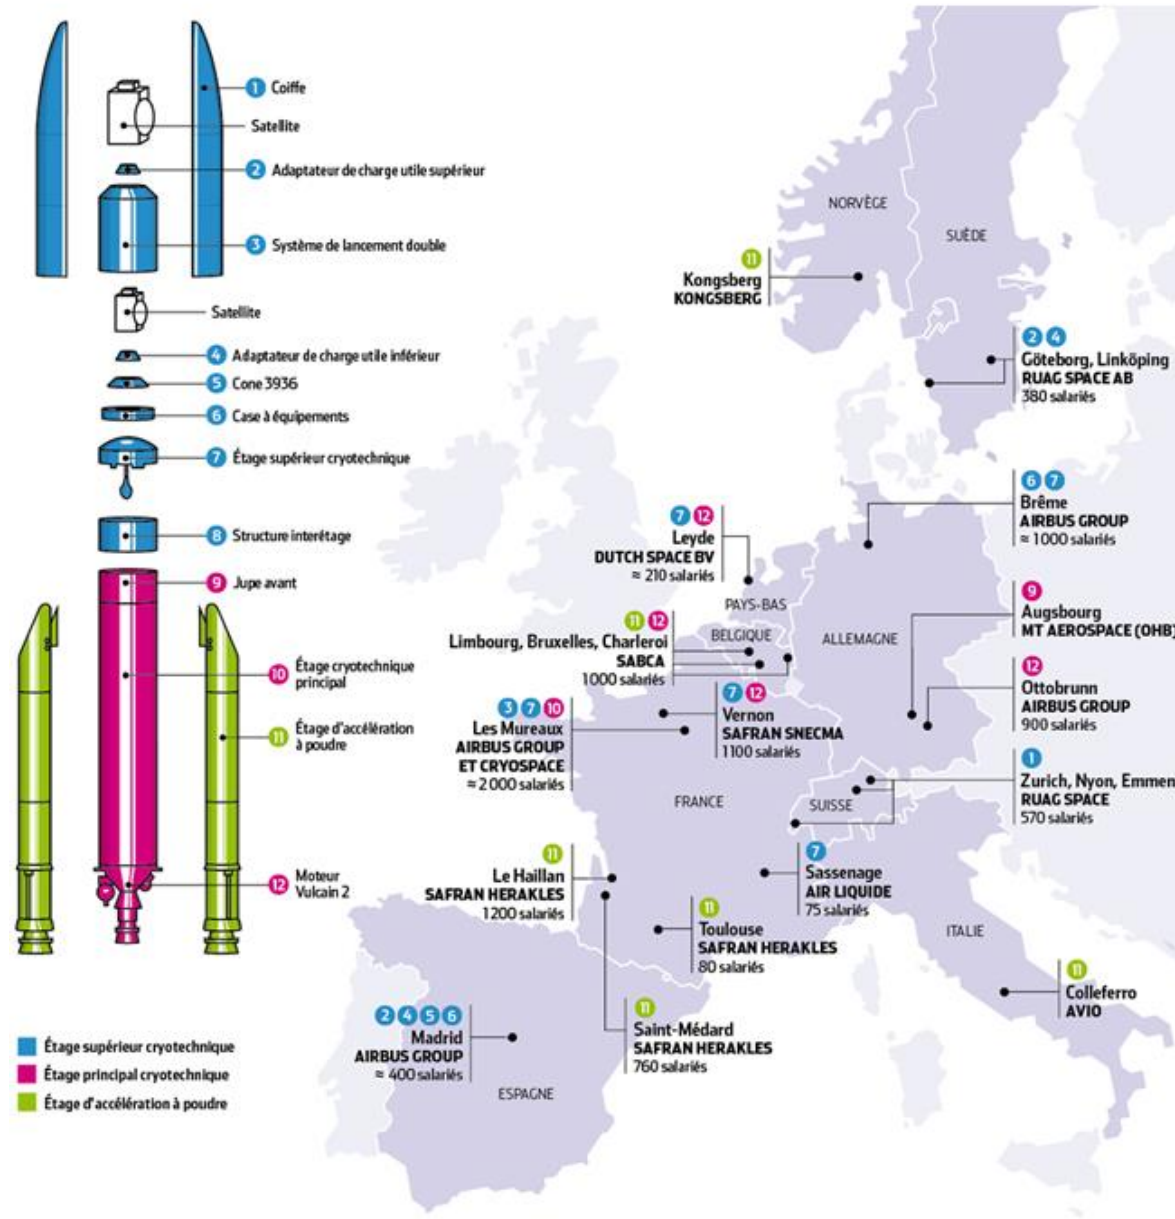 1 Coiffe
Satellite
2 Adaptateur de charge utile supérieur
3 Système de lancement double
Satellite
4 Adaptateur de charge utile inférieur
5 Cone 3936
6 Case à équipements
7 Étage supérieur cryotechnique
8 Structure interétage
9 Jupe avant
10 Étage cryotechnique
principal
11 Étage d'accélération
à poudre
12 Moteur
Vulcain 2
Étage supérieur cryotechnique
Étage principal cryotechnique
Étage d'accélération à poudre
NORVÈGE
SUÈDE
11
Kongsberg
KONGSBERG
2 4
Göteborg, Linköping
RUAG SPACE AB
380 salariés
6 7
Brême
AIRBUS GROUP
≈ 1000 salariés
7 12
Leyde
DUTCH SPACE BV
≈ 210 salariés
PAYS-BAS
BELGIQUE
ALLEMAGNE
9
Augsbourg
MT AEROSPACE (OHB)
11 12
Limbourg, Bruxelles, Charleroi
SABCA
1000 salariés
12
Ottobrunn
AIRBUS GROUP
900 salariés
3 7 10
Les Mureaux
AIRBUS GROUP
ET CRYOSPACE
≈ 2 000 salariés
7 12
Vernon
SAFRAN SNECMA
1100 salariés
1
Zurich, Nyon, Emmen
RUAG SPACE
570 salariés
FRANCE
SUISSE
11
Le Haillan
SAFRAN HERAKLES
1200 salariés
7
Sassenage
AIR LIQUIDE
75 salariés
11
Toulouse
SAFRAN HERAKLES
80 salariés
ITALIE
11
Colleferro
AVIO
2 4 5 6
Madrid
AIRBUS GROUP
≈ 400 salariés
11
Saint-Médard
SAFRAN HERAKLES
760 salariés
ESPAGNE